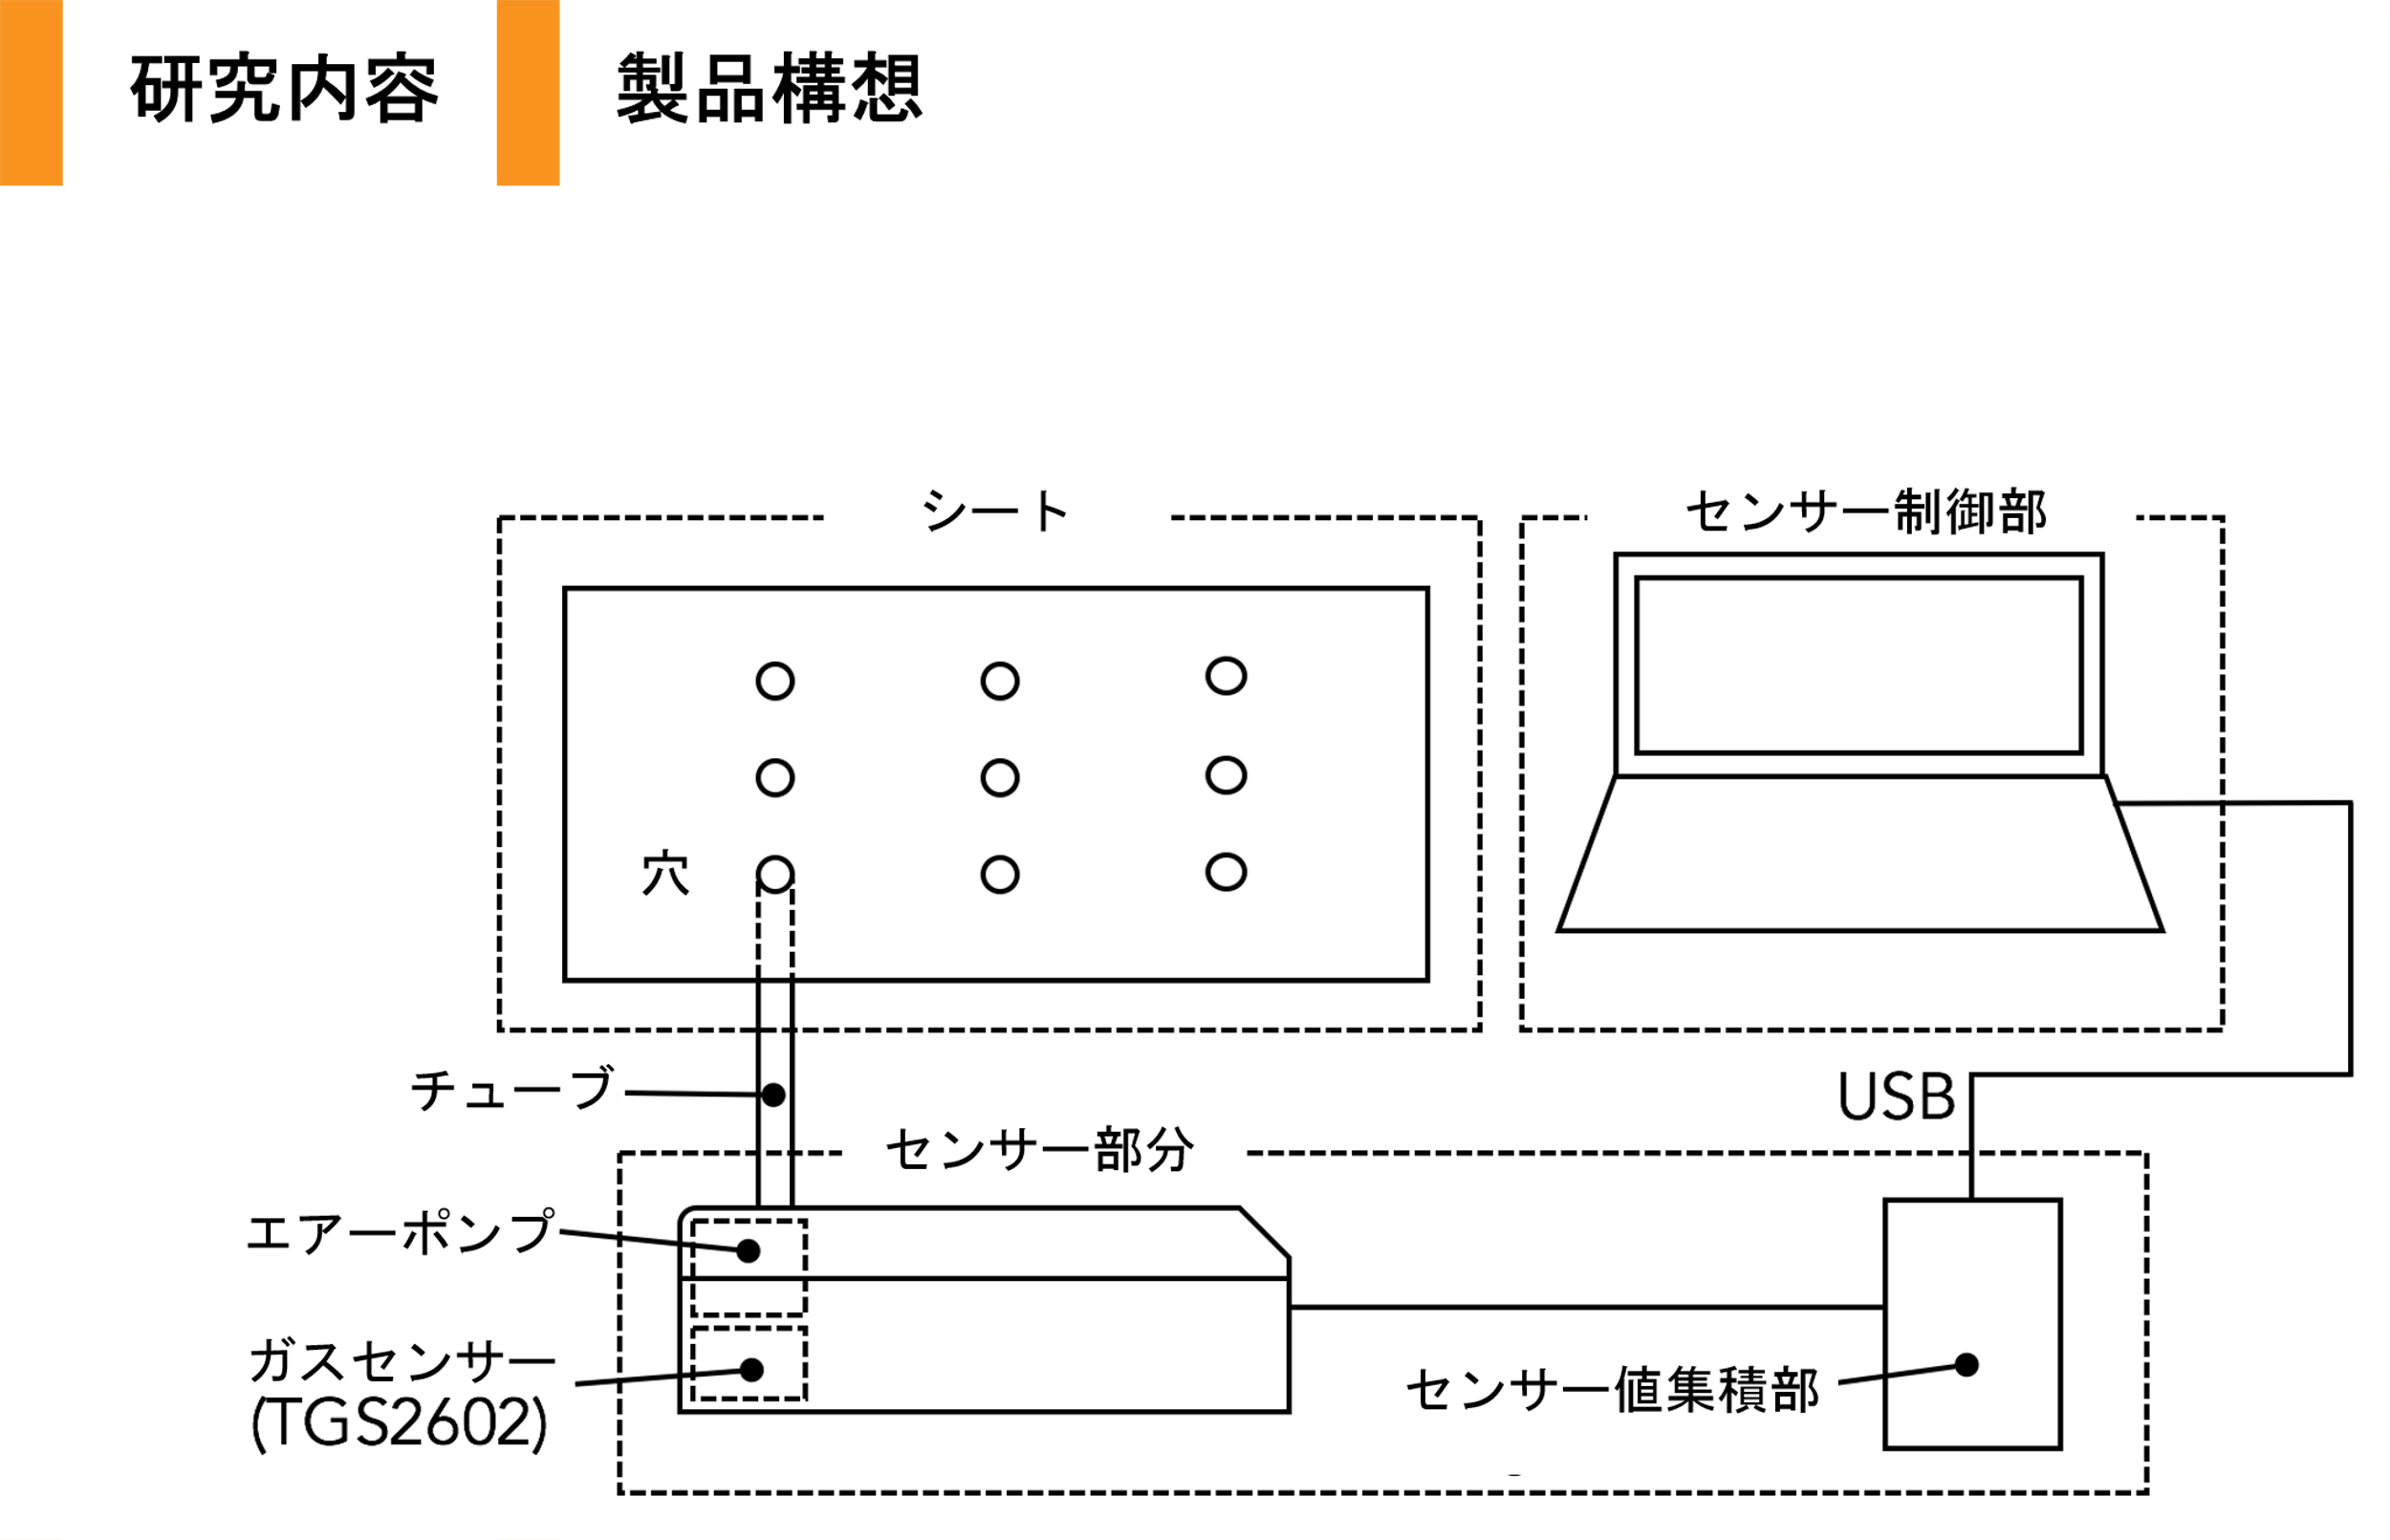 研究内容
製品構想
シート
センサー制御部
穴
チューブ
USB
センサー部分
エアーポンプ
ガスセンサー
(TGS2602)
センサー値集積部